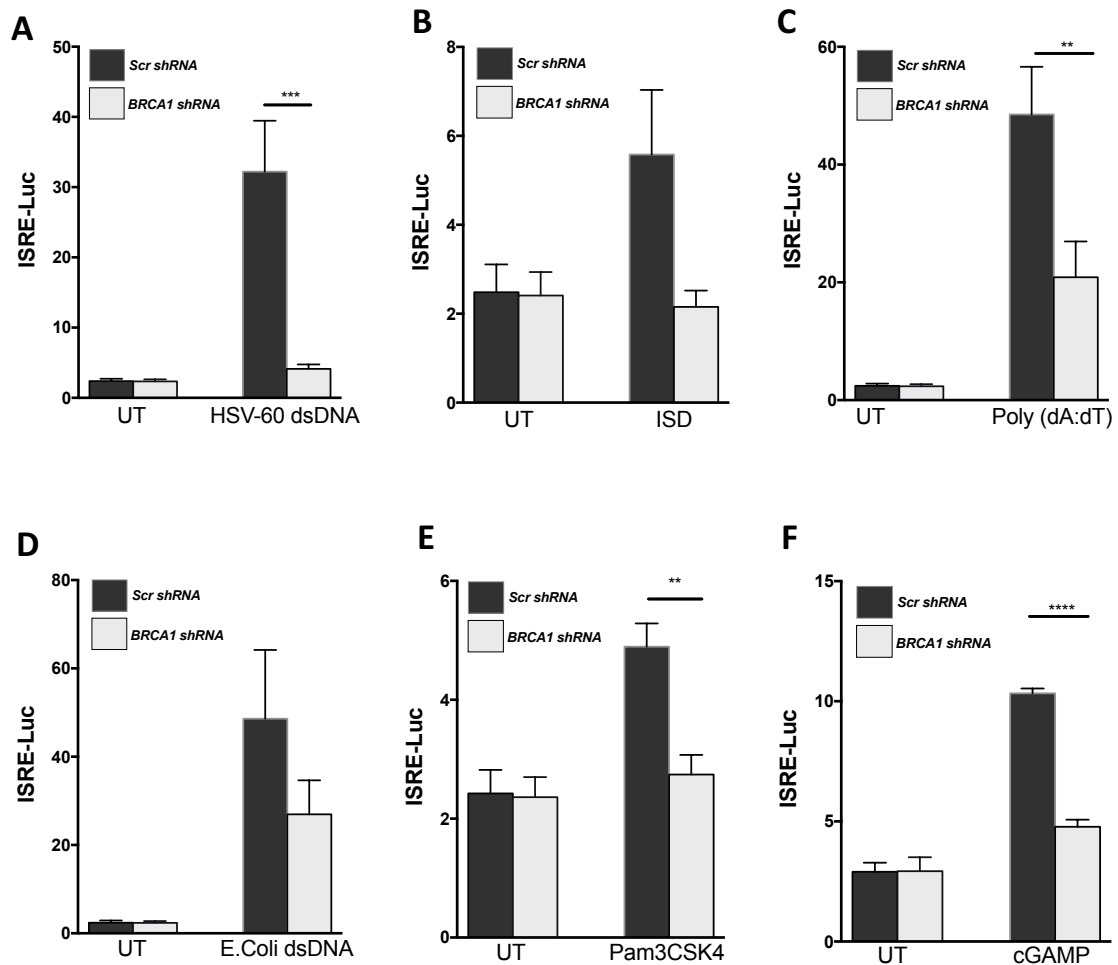 A
ISRE-Luc
50
40
30
20
10
0
Scr shRNA
BRCA1 shRNA
***
UT
HSV-60 dsDNA
B
ISRE-Luc
8
6
4
2
0
Scr shRNA
BRCA1 shRNA
UT
ISD
C
ISRE-Luc
60
40
20
0
Scr shRNA
BRCA1 shRNA
**
UT
Poly (dA:dT)
D
ISRE-Luc
80
60
40
20
0
Scr shRNA
BRCA1 shRNA
UT
E.Coli dsDNA
E
ISRE-Luc
6
4
2
0
Scr shRNA
BRCA1 shRNA
**
UT
Pam3CSK4
F
ISRE-Luc
15
10
5
0
Scr shRNA
BRCA1 shRNA
****
UT
cGAMP